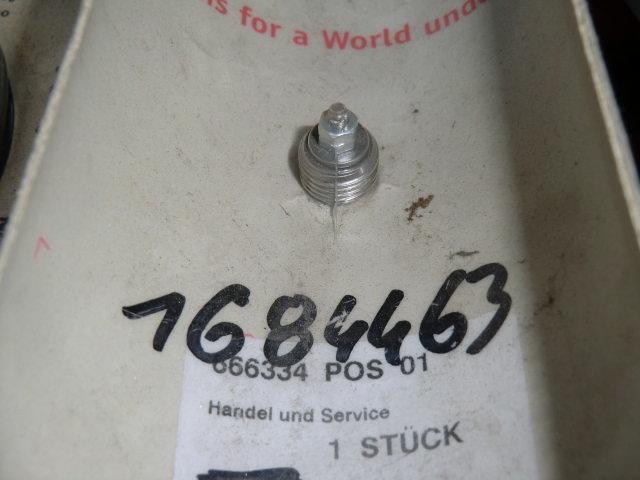 s for a World und
1684463
666334 POS 01
Handel und Service
1 STÜCK